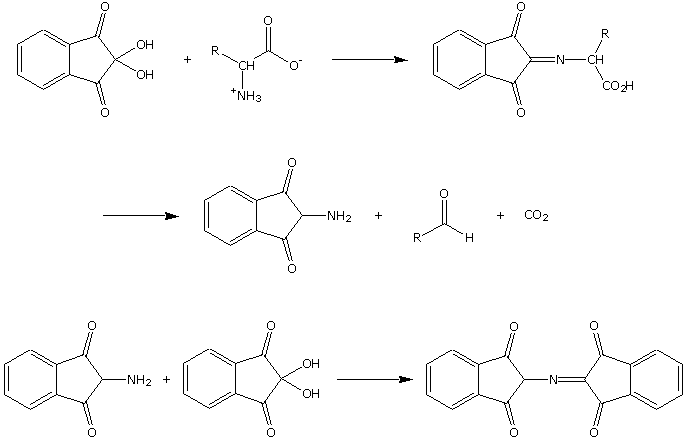 O O R
OH + R CH O O⁻ N CH
OH ⁺NH₃ CO₂H
O O
O O
NH₂ + R H + CO₂
O
O O O O
NH₂ + OH N
OH
O O O O